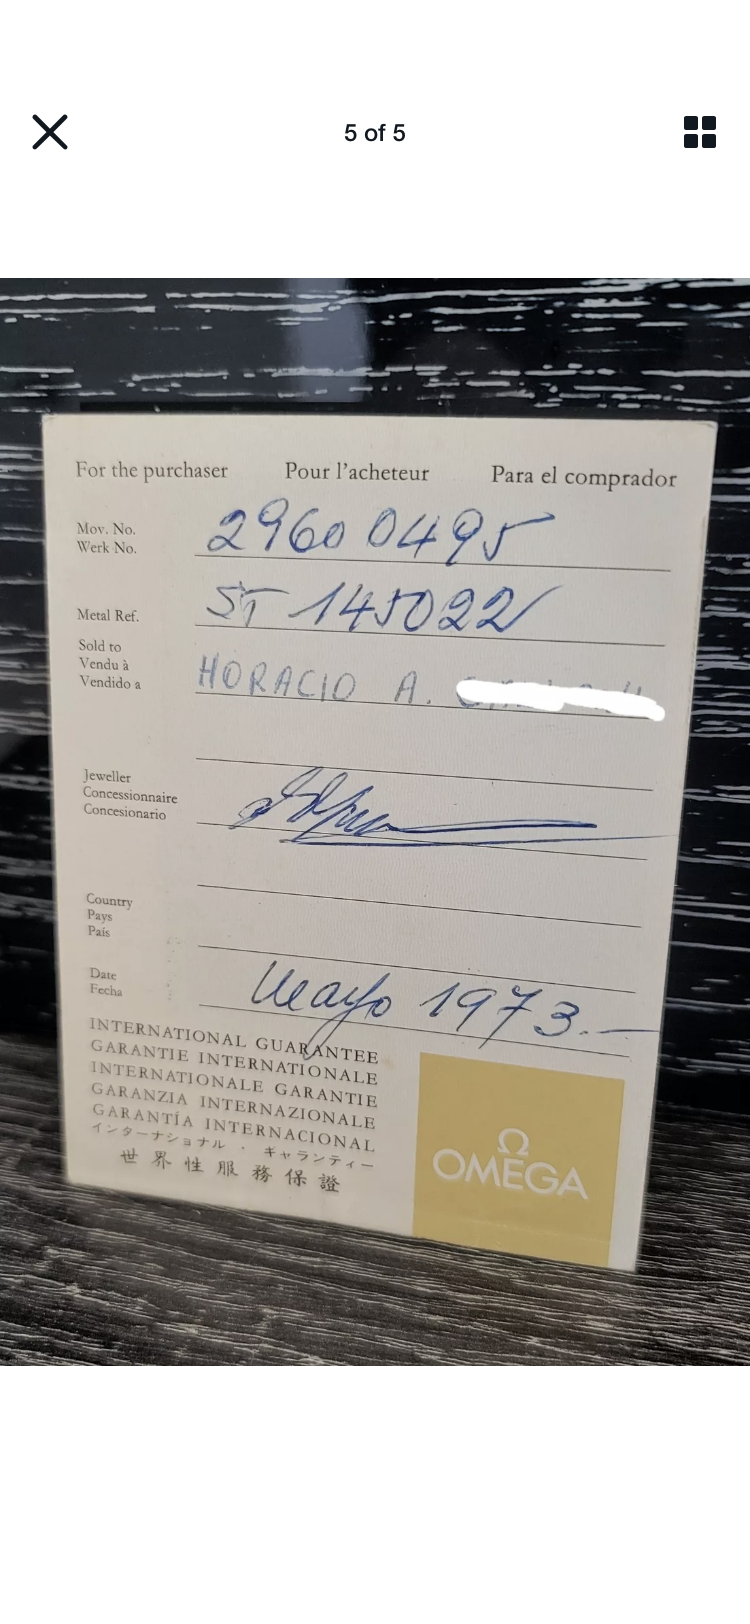 5 of 5
For the purchaser Pour l'acheteur Para el comprador
Mov. No.
Werk No.
29600495
Metal Ref.
ST 145022
Sold to
Vendu à
Vendido a
HORACIO A.
Jeweller
Concessionnaire
Concesionario
Country
Pays
País
Date
Fecha
Mayo 1973.-
INTERNATIONAL GUARANTEE
GARANTIE INTERNATIONALE
INTERNATIONALE GARANTIE
GARANZIA INTERNAZIONALE
GARANTÍA INTERNACIONAL
インターナショナル・ギャランティー
世界性服務保證
Ω
OMEGA